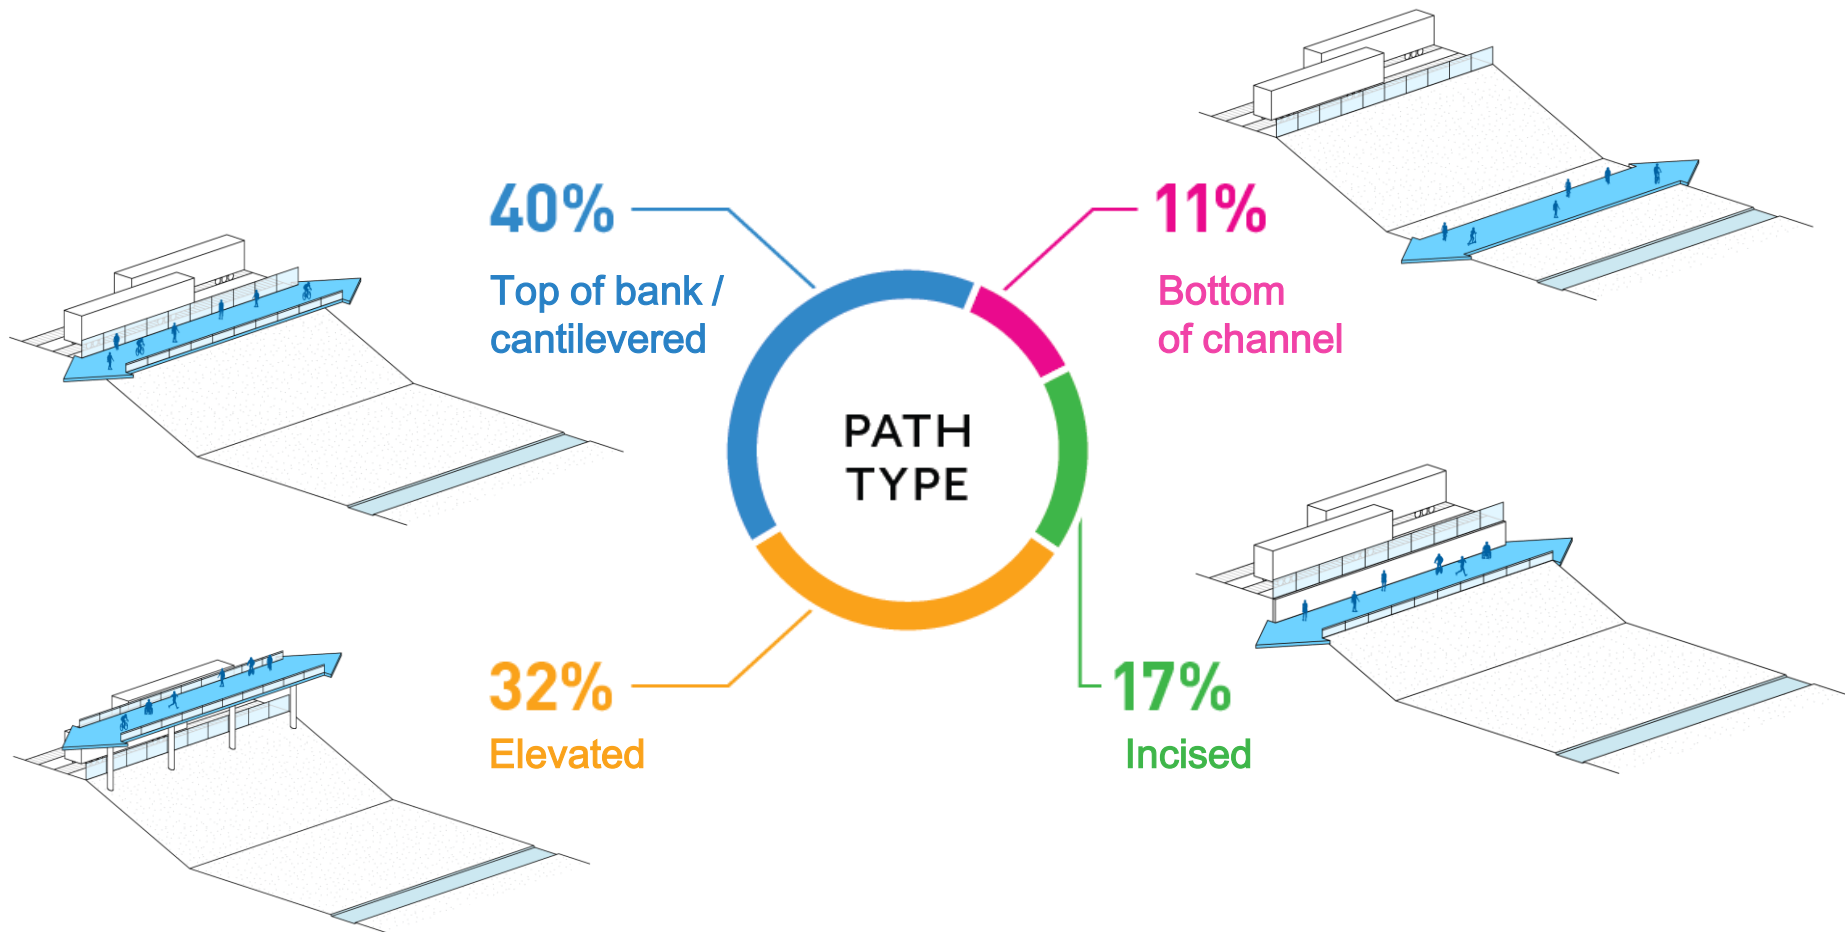 40%
Top of bank /
cantilevered
11%
Bottom
of channel
PATH
TYPE
32%
Elevated
17%
Incised